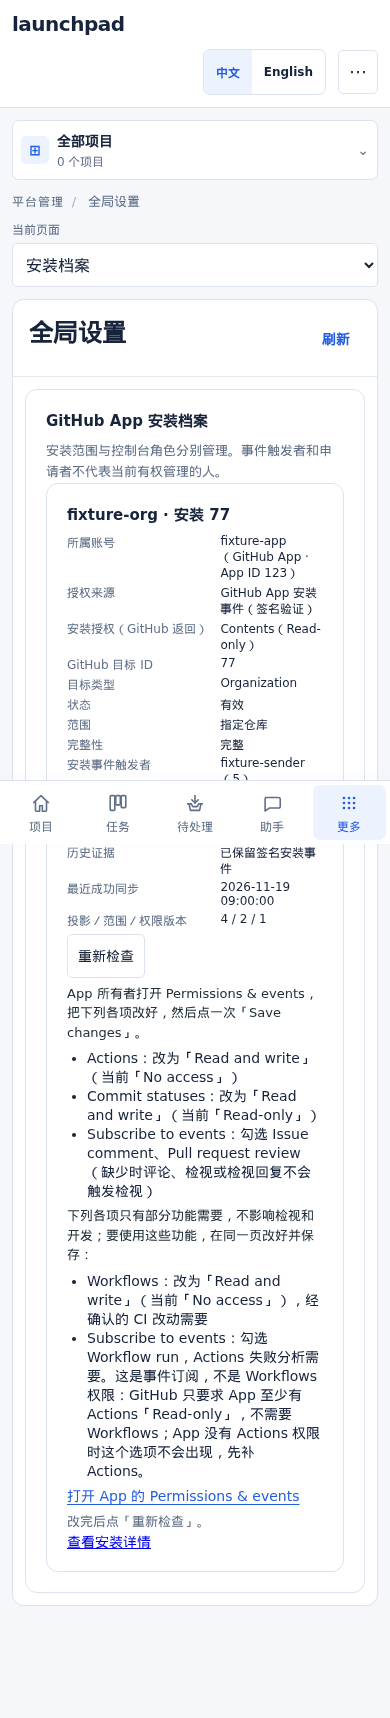 launchpad
中文
English
全部项目
0 个项目
平台管理 / 全局设置
当前页面
安装档案
全局设置
刷新
GitHub App 安装档案
安装范围与控制台角色分别管理。事件触发者和申
请者不代表当前有权管理的人。
fixture-org · 安装 77
所属账号
fixture-app
（GitHub App ·
App ID 123）
授权来源
GitHub App 安装
事件（签名验证）
安装授权（GitHub 返回）
Contents（Read-
only）
GitHub 目标 ID
77
目标类型
Organization
状态
有效
范围
指定仓库
完整性
完整
安装事件触发者
fixture-sender
项目
任务
待处理
助手
更多
历史证据
已保留签名安装事
件
最近成功同步
2026-11-19
09:00:00
投影 / 范围 / 权限版本
4 / 2 / 1
重新检查
App 所有者打开 Permissions & events，
把下列各项改好，然后点一次「Save
changes」。
• Actions：改为「Read and write」
（当前「No access」）
• Commit statuses：改为「Read
and write」（当前「Read-only」）
• Subscribe to events：勾选 Issue
comment、Pull request review
（缺少时评论、检视或检视回复不会
触发检视）
下列各项只有部分功能需要，不影响检视和
开发；要使用这些功能，在同一页改好并保
存：
• Workflows：改为「Read and
write」（当前「No access」），经
确认的 CI 改动需要
• Subscribe to events：勾选
Workflow run，Actions 失败分析需
要。这是事件订阅，不是 Workflows
权限：GitHub 只要求 App 至少有
Actions「Read-only」，不需要
Workflows；App 没有 Actions 权限
时这个选项不会出现，先补
Actions。
打开 App 的 Permissions & events
改完后点「重新检查」。
查看安装详情